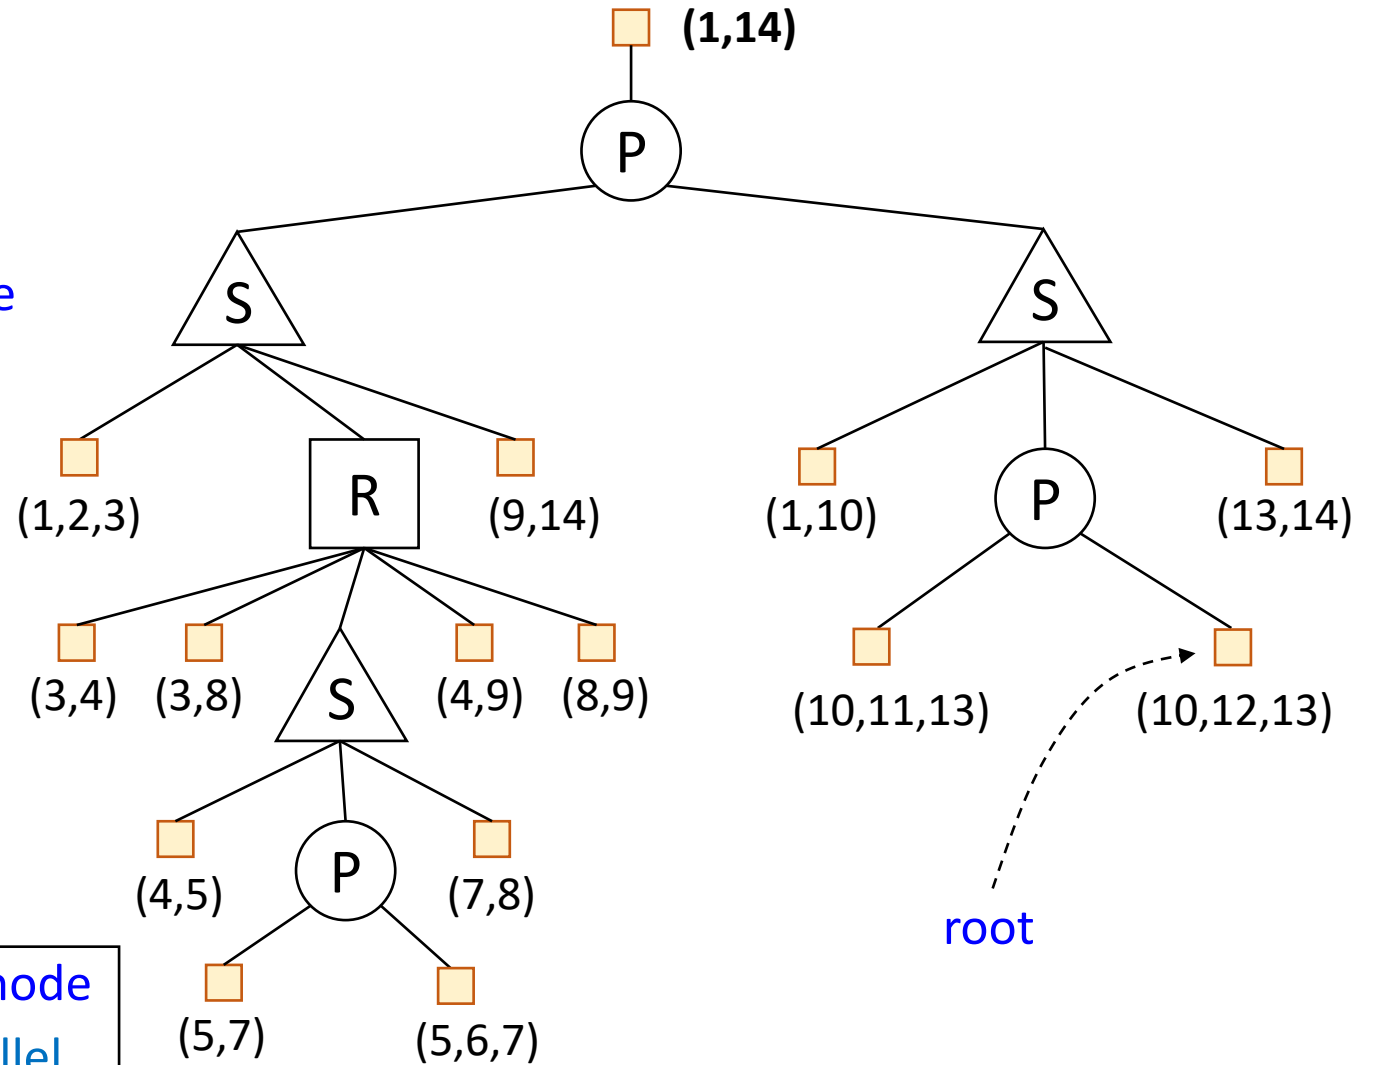 (1,14)
P
S
S
(1,2,3)
R
(9,14)
(1,10)
P
(13,14)
(3,4)
(3,8)
S
(4,9)
(8,9)
(10,11,13)
(10,12,13)
(4,5)
P
(7,8)
root
(5,7)
(5,6,7)